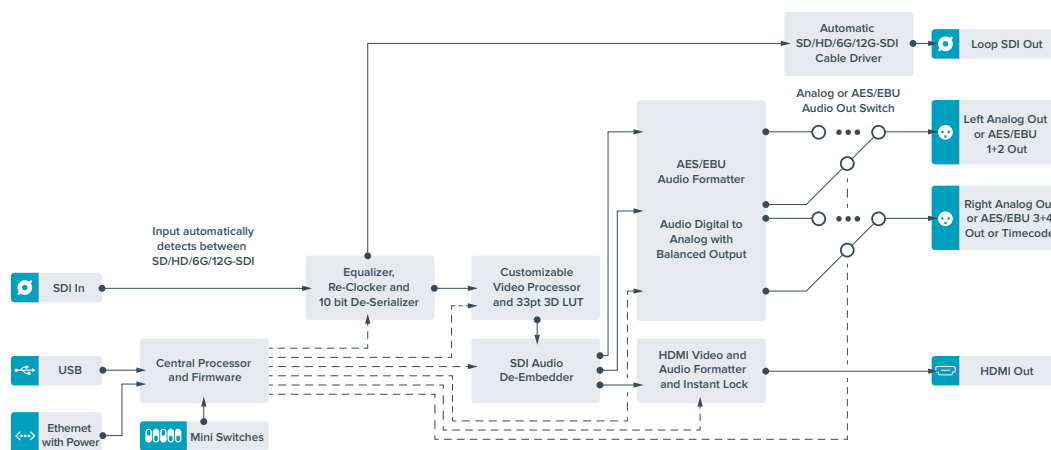 Automatic
SD/HD/6G/12G-SDI
Cable Driver
Loop SDI Out
Analog or AES/EBU
Audio Out Switch
Left Analog Out
or AES/EBU
1+2 Out
AES/EBU
Audio Formatter
Right Analog Out
or AES/EBU 3+4
Out or Timecode
Audio Digital to
Analog with
Balanced Output
Input automatically
detects between
SD/HD/6G/12G-SDI
SDI In
Equalizer,
Re-Clocker and
10 bit De-Serializer
Customizable
Video Processor
and 33pt 3D LUT
USB
Central Processor
and Firmware
SDI Audio
De-Embedder
HDMI Video and
Audio Formatter
and Instant Lock
HDMI Out
Ethernet
with Power
Mini Switches